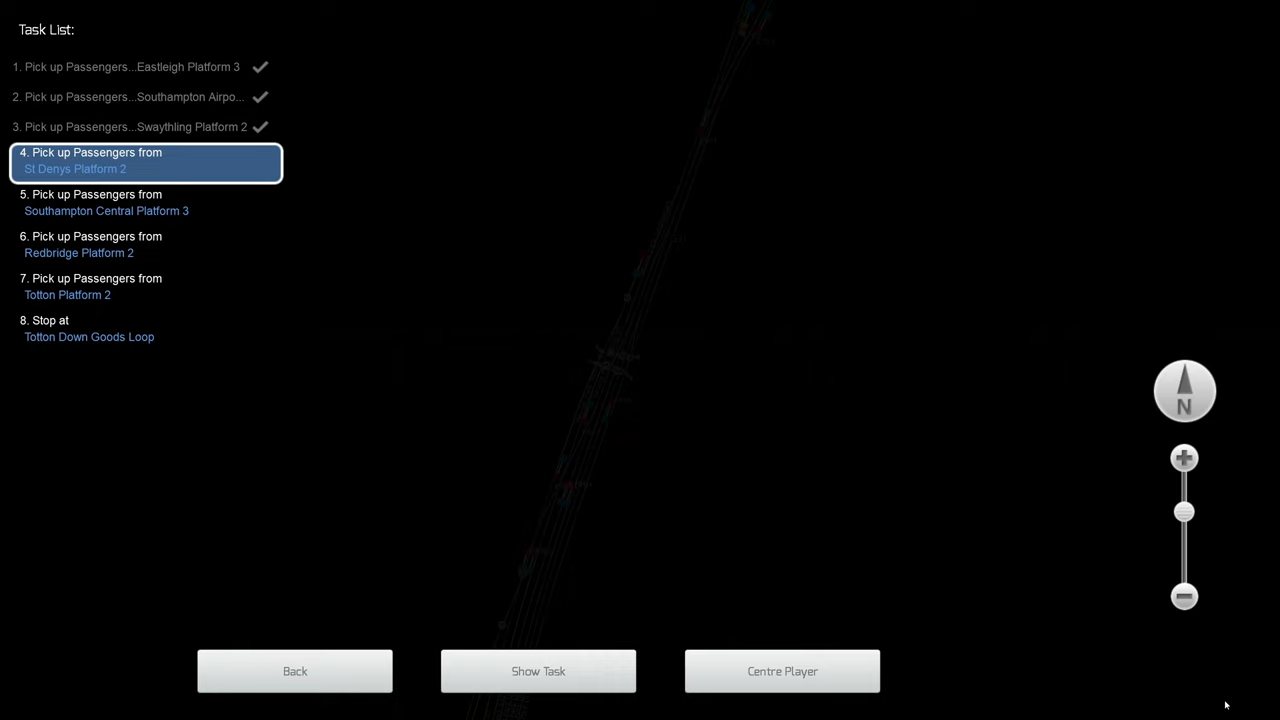 Task List:
1. Pick up Passengers...Eastleigh Platform 3
2. Pick up Passengers...Southampton Airpo...
3. Pick up Passengers...Swaythling Platform 2
4. Pick up Passengers from
St Denys Platform 2
5. Pick up Passengers from
Southampton Central Platform 3
6. Pick up Passengers from
Redbridge Platform 2
7. Pick up Passengers from
Totton Platform 2
8. Stop at
Totton Down Goods Loop
N
Back
Show Task
Centre Player